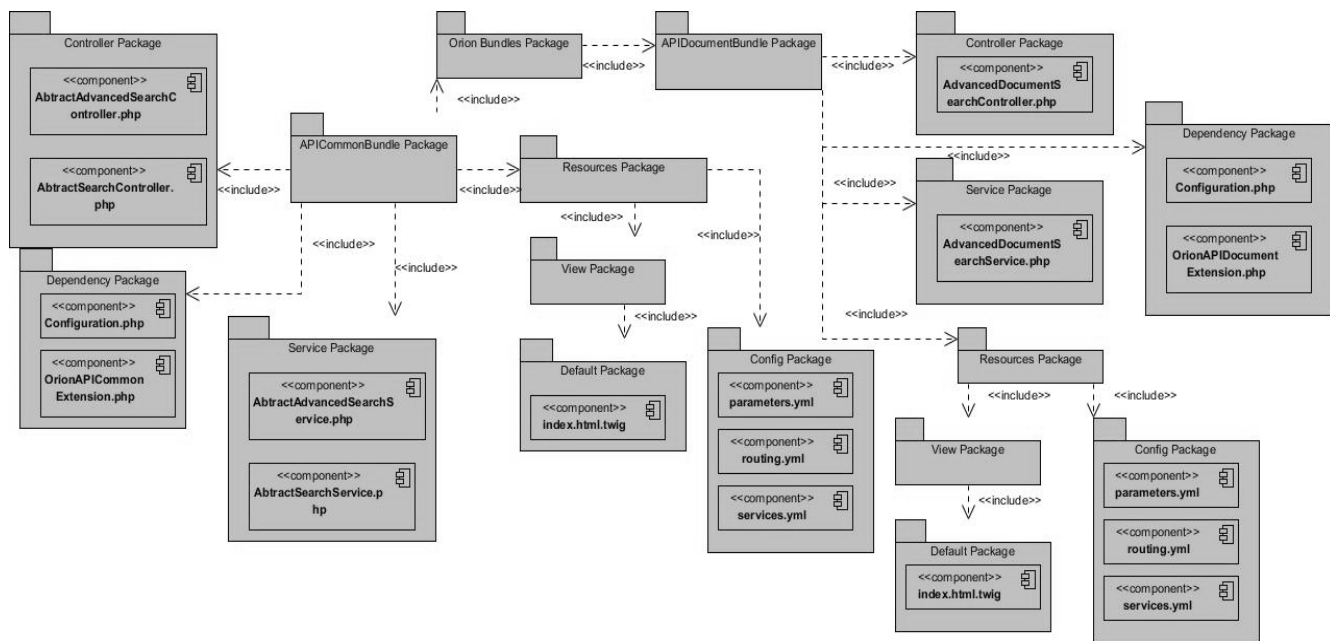 Controller Package
<<component>>
AbtractAdvancedSearchC
ontroller.php
<<component>>
AbtractSearchController.
php
Orion Bundles Package
<<include>>
APIDocumentBundle Package
<<include>>
Controller Package
<<component>>
AdvancedDocumentS
earchController.php
<<include>>
APICommonBundle Package
<<include>>
<<include>>
Resources Package
<<include>>
Dependency Package
<<component>>
Configuration.php
<<component>>
OrionAPIDocument
Extension.php
<<include>>
Service Package
<<component>>
AdvancedDocumentS
earchService.php
<<include>>
<<include>>
<<include>>
<<include>>
Dependency Package
<<component>>
Configuration.php
<<component>>
OrionAPICommon
Extension.php
View Package
<<include>>
<<include>>
<<include>>
Service Package
<<component>>
AbtractAdvancedSearchS
ervice.php
<<component>>
AbtractSearchService.p
hp
Default Package
<<component>>
index.html.twig
Config Package
<<component>>
parameters.yml
<<component>>
routing.yml
<<component>>
services.yml
Resources Package
<<include>>
<<include>>
View Package
<<include>>
Default Package
<<component>>
index.html.twig
Config Package
<<component>>
parameters.yml
<<component>>
routing.yml
<<component>>
services.yml